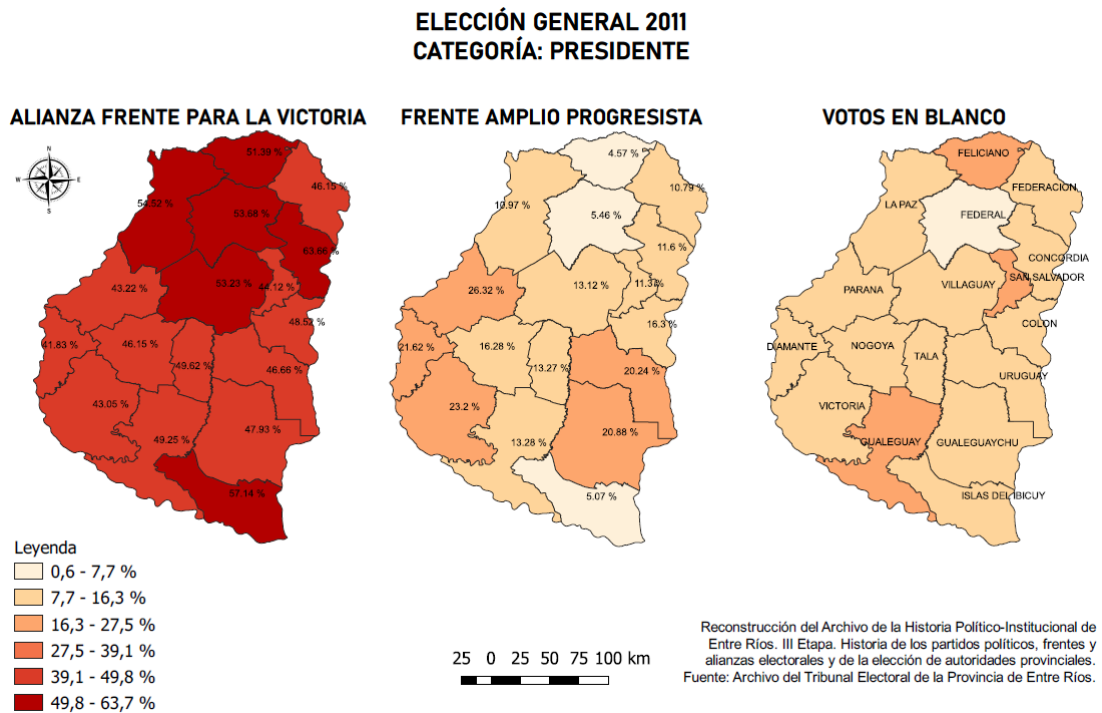 ELECCIÓN GENERAL 2011
CATEGORÍA: PRESIDENTE
ALIANZA FRENTE PARA LA VICTORIA
N
W
E
S
51.39 %
46.15 %
54.52 %
53.68 %
63.66 %
53.23 %
44.12 %
43.22 %
48.52 %
41.83 %
46.15 %
49.62 %
46.66 %
43.05 %
49.25 %
47.93 %
57.14 %
FRENTE AMPLIO PROGRESISTA
4.57 %
10.79 %
10.97 %
5.46 %
11.6 %
13.12 %
11.3 %
26.32 %
16.3 %
21.62 %
16.28 %
13.27 %
20.24 %
23.2 %
13.28 %
20.88 %
5.07 %
VOTOS EN BLANCO
FELICIANO
FEDERACION
LA PAZ
FEDERAL
CONCORDIA
SAN SALVADOR
VILLAGUAY
PARANA
COLON
DIAMANTE
NOGOYA
TALA
URUGUAY
VICTORIA
GUALEGUAY
GUALEGUAYCHU
ISLAS DEL IBICUY
Leyenda
0,6 - 7,7 %
7,7 - 16,3 %
16,3 - 27,5 %
27,5 - 39,1 %
39,1 - 49,8 %
49,8 - 63,7 %
25 0 25 50 75 100 km
Reconstrucción del Archivo de la Historia Político-Institucional de
Entre Ríos. III Etapa. Historia de los partidos políticos, frentes y
alianzas electorales y de la elección de autoridades provinciales.
Fuente: Archivo del Tribunal Electoral de la Provincia de Entre Ríos.